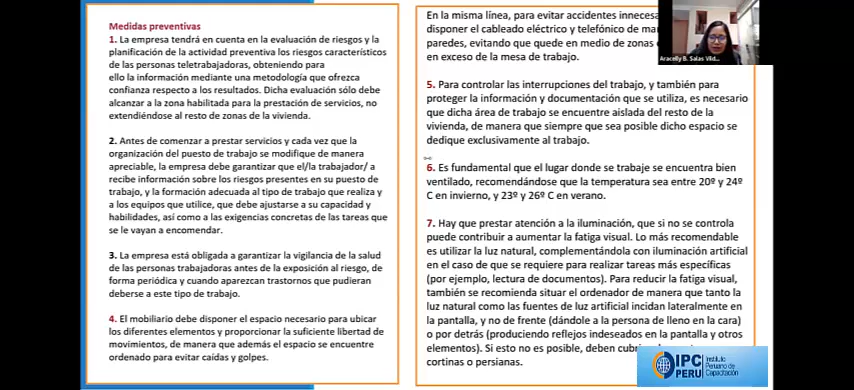 Medidas preventivas
1. La empresa tendrá en cuenta en la evaluación de riesgos y la
planificación de la actividad preventiva los riesgos característicos
de las personas teletrabajadoras, obteniendo para
ello la información mediante una metodología que ofrezca
confianza respecto a los resultados. Dicha evaluación sólo debe
alcanzar a la zona habilitada para la prestación de servicios, no
extendiéndose al resto de zonas de la vivienda.
2. Antes de comenzar a prestar servicios y cada vez que la
organización del puesto de trabajo se modifique de manera
apreciable, la empresa debe garantizar que el/la trabajador/ a
recibe información sobre los riesgos presentes en su puesto de
trabajo, y la formación adecuada al tipo de trabajo que realiza y
a los equipos que utilice, que debe ajustarse a su capacidad y
habilidades, así como a las exigencias concretas de las tareas que
se le vayan a encomendar.
3. La empresa está obligada a garantizar la vigilancia de la salud
de las personas trabajadoras antes de la exposición al riesgo, de
forma periódica y cuando aparezcan trastornos que pudieran
deberse a este tipo de trabajo.
4. El mobiliario debe disponer el espacio necesario para ubicar
los diferentes elementos y proporcionar la suficiente libertad de
movimientos, de manera que además el espacio se encuentre
ordenado para evitar caídas y golpes.
En la misma línea, para evitar accidentes
disponer el cableado eléctrico y telefónico de
paredes, evitando que quede en medio de zonas
en exceso de la mesa de trabajo.
5. Para controlar las interrupciones del trabajo, y también para
proteger la información y documentación que se utiliza, es necesario
que dicha área de trabajo se encuentre aislada del resto de la
vivienda, de manera que siempre que sea posible dicho espacio se
dedique exclusivamente al trabajo.
6. Es fundamental que el lugar donde se trabaje se encuentra bien
ventilado, recomendándose que la temperatura sea entre 20º y 24º
C en invierno, y 23º y 26º C en verano.
7. Hay que prestar atención a la iluminación, que si no se controla
puede contribuir a aumentar la fatiga visual. Lo más recomendable
es utilizar la luz natural, complementándola con iluminación artificial
en el caso de que se requiere para realizar tareas más específicas
(por ejemplo, lectura de documentos). Para reducir la fatiga visual,
también se recomienda situar el ordenador de manera que tanto la
luz natural como las fuentes de luz artificial incidan lateralmente en
la pantalla, y no de frente (dándole a la persona de lleno en la cara)
o por detrás (produciendo reflejos indeseados en la pantalla y otros
elementos). Si esto no es posible, deben
cortinas o persianas.
Aracelly B. Salas
IPC
PERU
Instituto
Peruano de
Capacitación